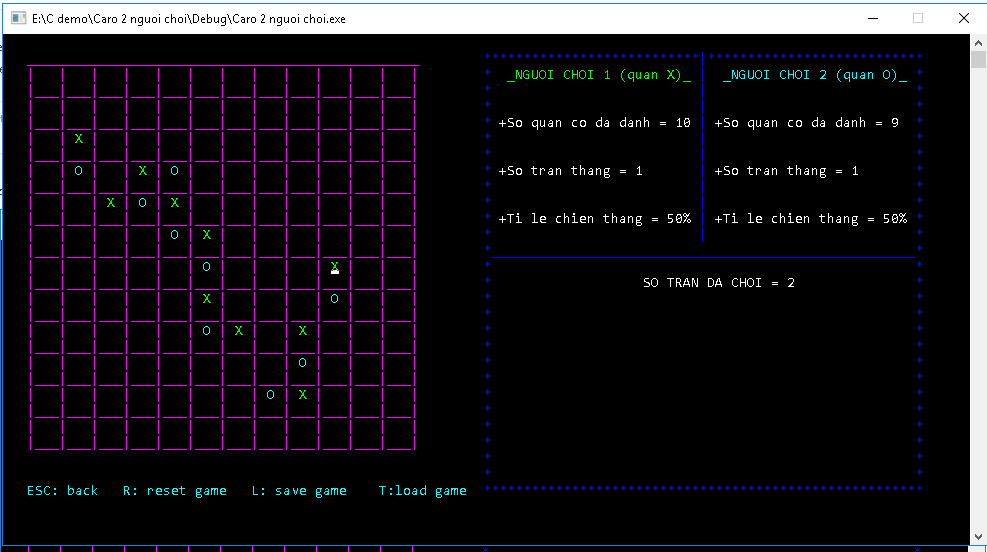 E:\C demo\Caro 2 nguoi choi\Debug\Caro 2 nguoi choi.exe
_NGUOI CHOI 1 (quan X)_
+So quan co da danh = 10
+So tran thang = 1
+Ti le chien thang = 50%
_NGUOI CHOI 2 (quan O)_
+So quan co da danh = 9
+So tran thang = 1
+Ti le chien thang = 50%
SO TRAN DA CHOI = 2
X
O X O
X O X
O X
O X
X O
O X X
O
O X
ESC: back R: reset game L: save game T:load game